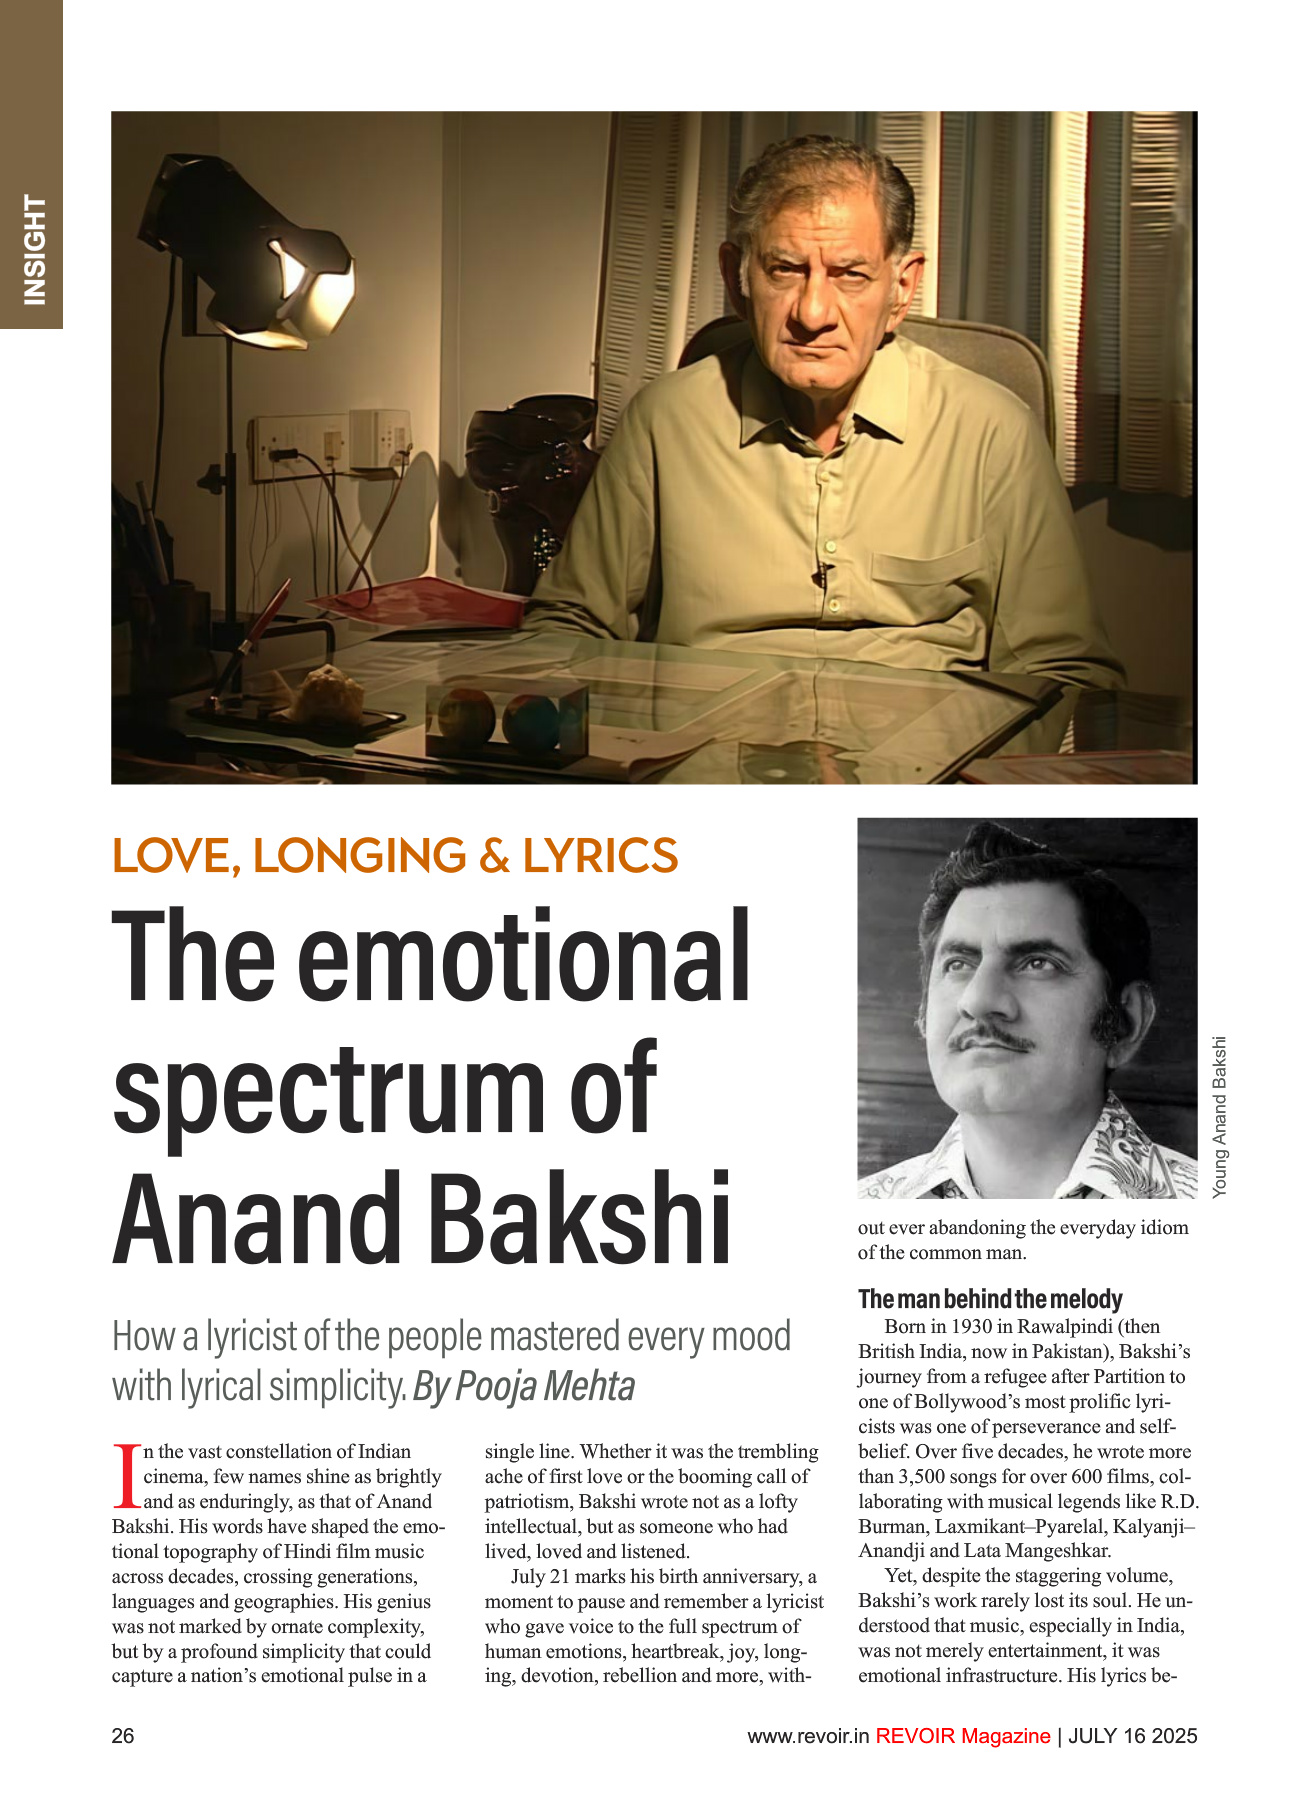 INSIGHT
LOVE, LONGING & LYRICS
The emotional
spectrum of
Anand Bakshi
How a lyricist of the people mastered every mood
with lyrical simplicity. By Pooja Mehta
In the vast constellation of Indian
cinema, few names shine as brightly
and as enduringly, as that of Anand
Bakshi. His words have shaped the emo-
tional topography of Hindi film music
across decades, crossing generations,
languages and geographies. His genius
was not marked by ornate complexity,
but by a profound simplicity that could
capture a nation’s emotional pulse in a
single line. Whether it was the trembling
ache of first love or the booming call of
patriotism, Bakshi wrote not as a lofty
intellectual, but as someone who had
lived, loved and listened.
July 21 marks his birth anniversary, a
moment to pause and remember a lyricist
who gave voice to the full spectrum of
human emotions, heartbreak, joy, long-
ing, devotion, rebellion and more, with-
Young Anand Bakshi
out ever abandoning the everyday idiom
of the common man.
The man behind the melody
Born in 1930 in Rawalpindi (then
British India, now in Pakistan), Bakshi’s
journey from a refugee after Partition to
one of Bollywood’s most prolific lyri-
cists was one of perseverance and self-
belief. Over five decades, he wrote more
than 3,500 songs for over 600 films, col-
laborating with musical legends like R.D.
Burman, Laxmikant–Pyarelal, Kalyanji–
Anandji and Lata Mangeshkar.
Yet, despite the staggering volume,
Bakshi’s work rarely lost its soul. He un-
derstood that music, especially in India,
was not merely entertainment, it was
emotional infrastructure. His lyrics be-
26
www.revoir.in REVOIR Magazine | JULY 16 2025